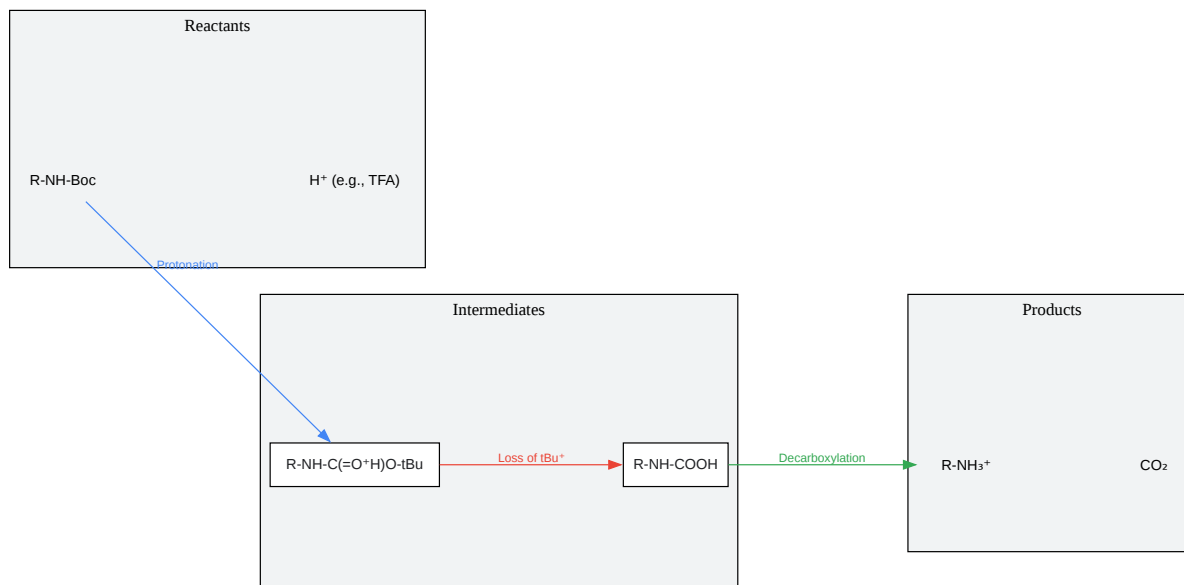 Reactants
R-NH-Boc
H⁺ (e.g., TFA)
Protonation
Intermediates
Products
R-NH-C(=O⁺H)O-tBu
Loss of tBu⁺
R-NH-COOH
Decarboxylation
R-NH₃⁺
CO₂